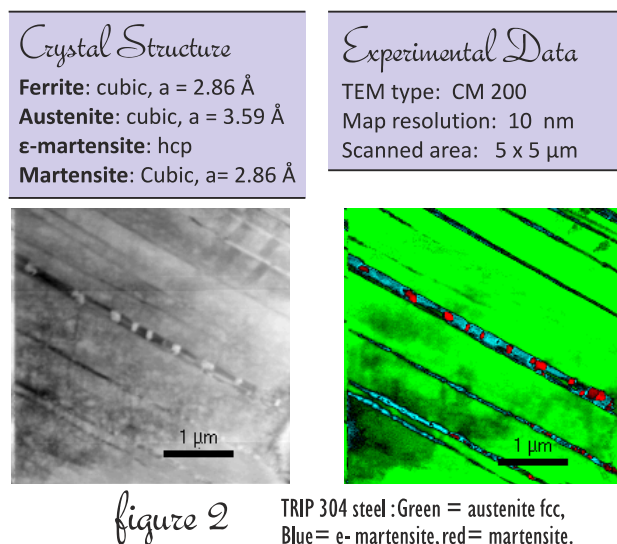 Crystal Structure
Ferrite: cubic, a = 2.86 Å
Austenite: cubic, a = 3.59 Å
ε-martensite: hcp
Martensite: Cubic, a= 2.86 Å
Experimental Data
TEM type: CM 200
Map resolution: 10 nm
Scanned area: 5 x 5 µm
1 µm
1 µm
figure 2
TRIP 304 steel : Green = austenite fcc,
Blue = e- martensite, red = martensite.